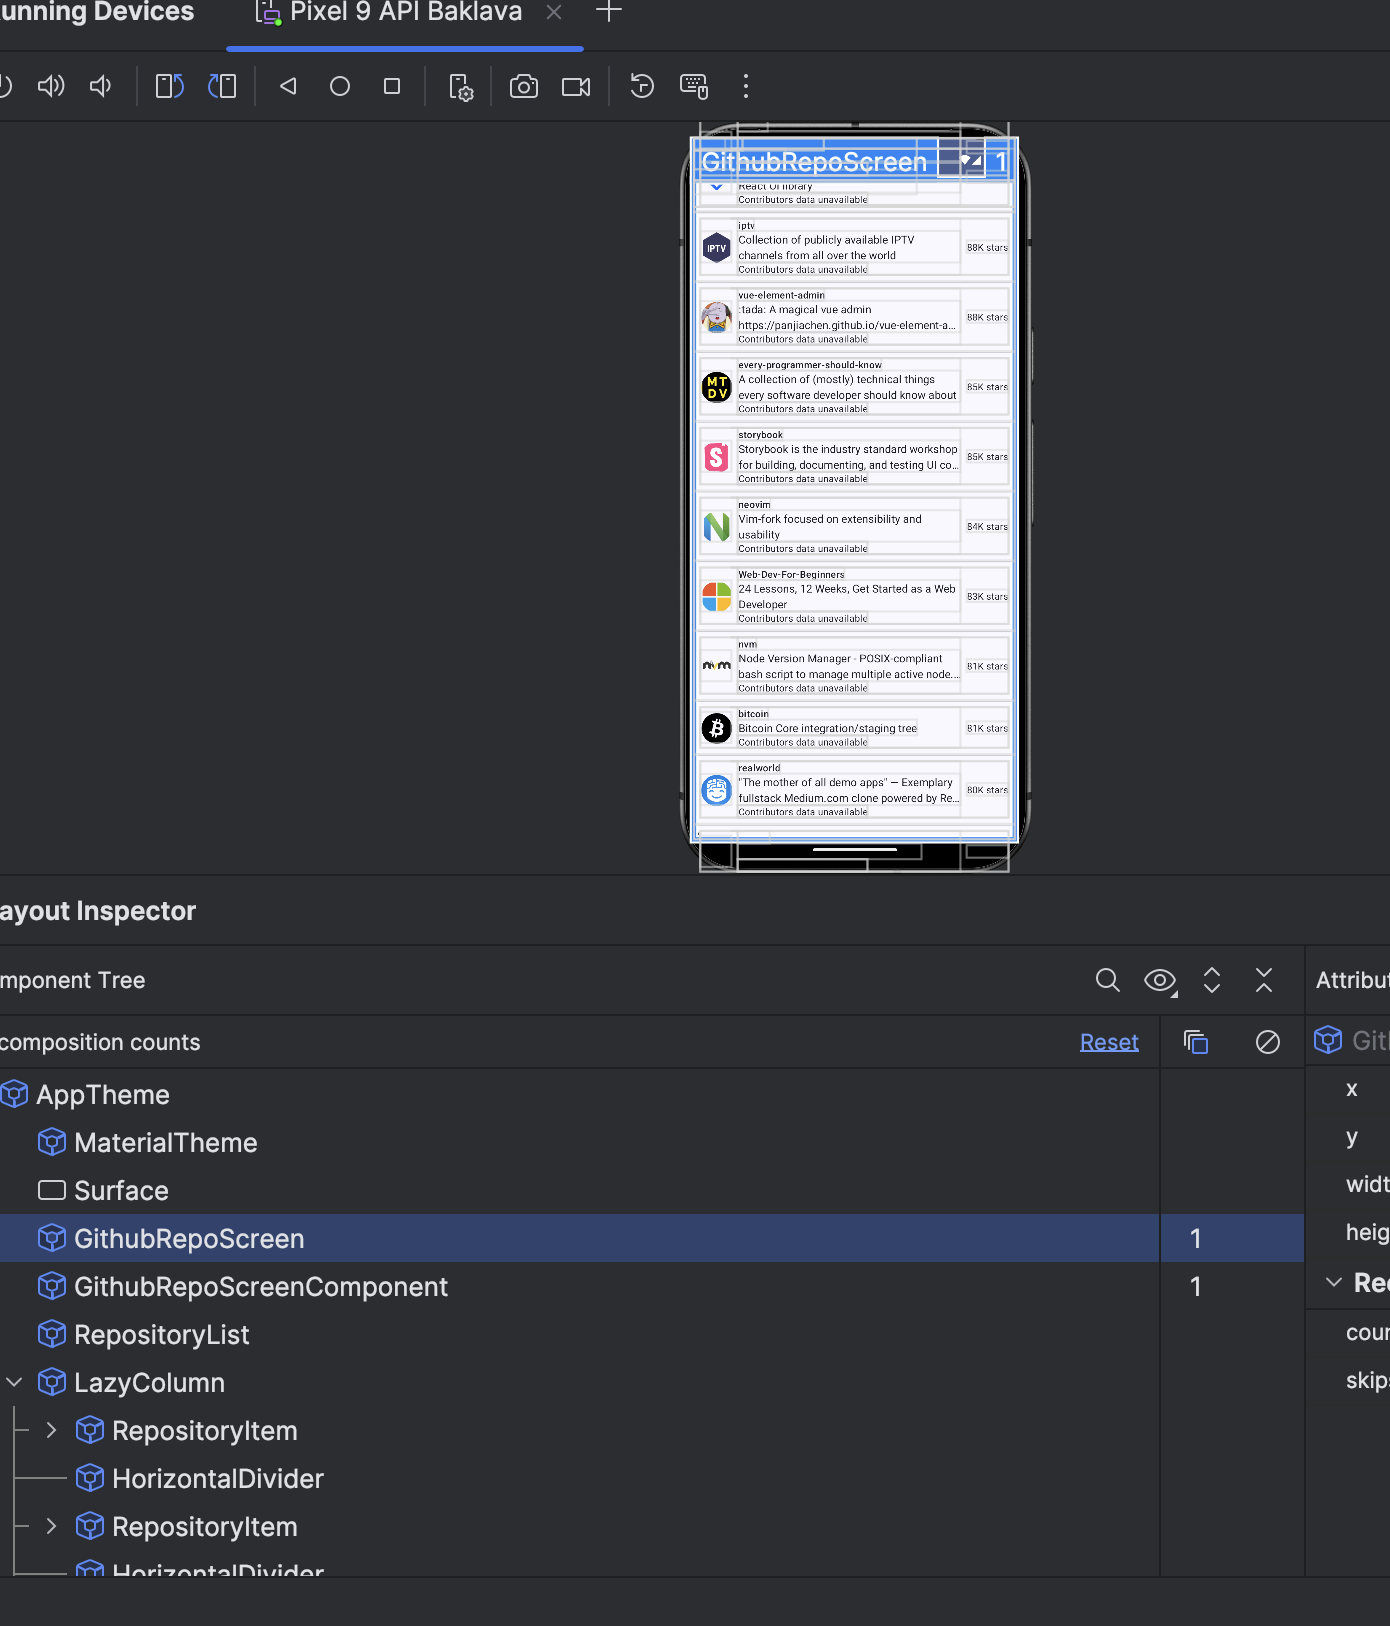 unning Devices
Pixel 9 API Baklava
GithubRepoScreen
1
React UI library
Contributors data unavailable
IPTV
iptv
Collection of publicly available IPTV
channels from all over the world
Contributors data unavailable
88K stars
vue-element-admin
:tada: A magical vue admin
https://panjiachen.github.io/vue-element-a...
Contributors data unavailable
88K stars
MT
DV
every-programmer-should-know
A collection of (mostly) technical things
every software developer should know about
Contributors data unavailable
85K stars
storybook
Storybook is the industry standard workshop
for building, documenting, and testing UI co...
Contributors data unavailable
85K stars
neovim
Vim-fork focused on extensibility and
usability
Contributors data unavailable
84K stars
Web-Dev-For-Beginners
24 Lessons, 12 Weeks, Get Started as a Web
Developer
Contributors data unavailable
83K stars
nvm
nvm
Node Version Manager - POSIX-compliant
bash script to manage multiple active node....
Contributors data unavailable
81K stars
bitcoin
Bitcoin Core integration/staging tree
Contributors data unavailable
81K stars
realworld
"The mother of all demo apps" — Exemplary
fullstack Medium.com clone powered by Re...
Contributors data unavailable
80K stars
ayout Inspector
mponent Tree
Attribut
composition counts
Reset
Gitl
AppTheme
x
MaterialTheme
y
Surface
widt
GithubRepoScreen
1
heig
GithubRepoScreenComponent
1
Rec
RepositoryList
cour
LazyColumn
skips
RepositoryItem
HorizontalDivider
RepositoryItem
HorizontalDivider